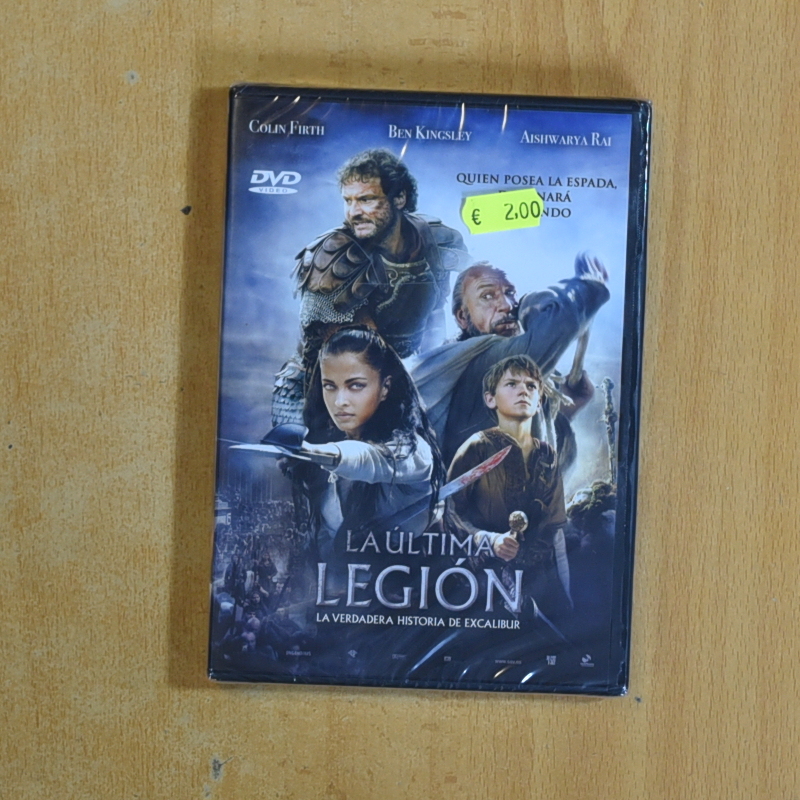 COLIN FIRTH
BEN KINGSLEY
AISHWARYA RAI
DVD
VIDEO
QUIEN POSEA LA ESPADA,
€ 2,00
LA ÚLTIMA
LEGIÓN
LA VERDADERA HISTORIA DE EXCALIBUR